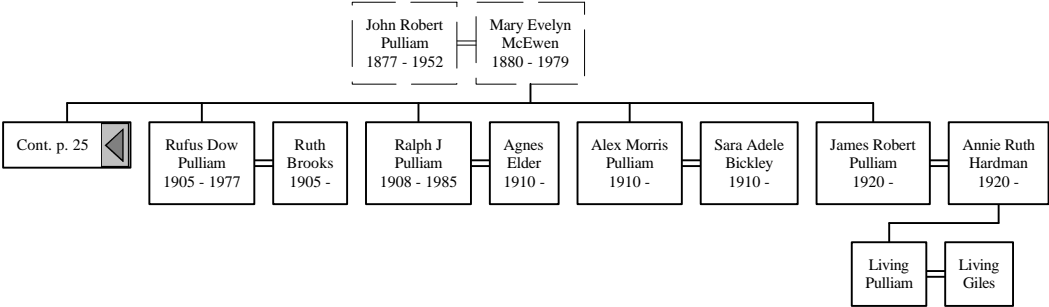 John Robert
Pulliam
1877 - 1952
Mary Evelyn
McEwen
1880 - 1979
Cont. p. 25
Rufus Dow
Pulliam
1905 - 1977
Ruth
Brooks
1905 -
Ralph J
Pulliam
1908 - 1985
Agnes
Elder
1910 -
Alex Morris
Pulliam
1910 -
Sara Adele
Bickley
1910 -
James Robert
Pulliam
1920 -
Annie Ruth
Hardman
1920 -
Living
Pulliam
Living
Giles